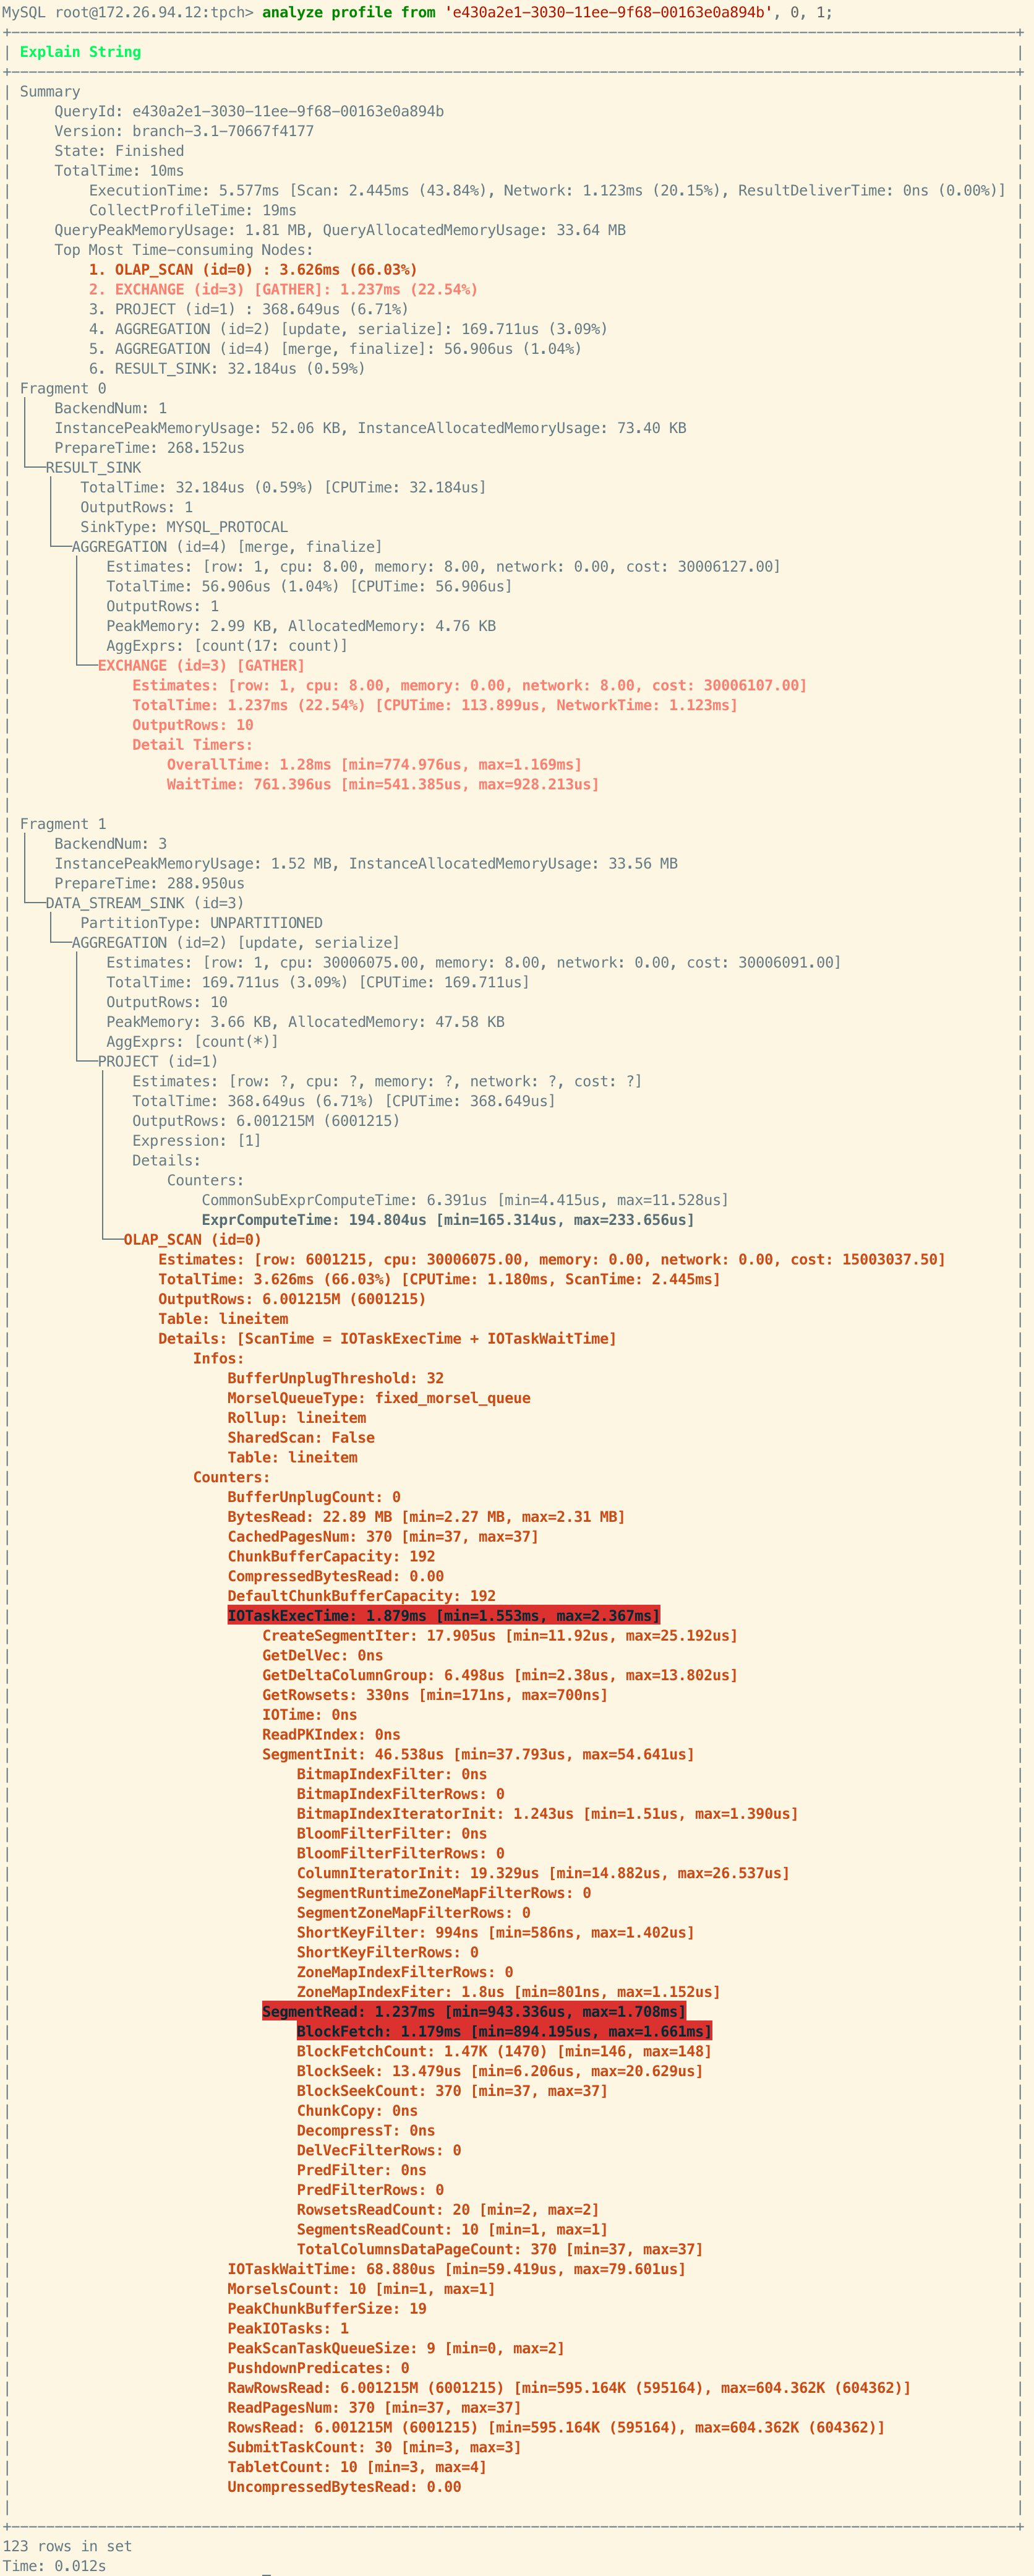 MySQL root@172.26.94.12:tpch> analyze profile from 'e430a2e1-3030-11ee-9f68-00163e0a894b', 0, 1;
Explain String
Summary
QueryId: e430a2e1-3030-11ee-9f68-00163e0a894b
Version: branch-3.1-70667f4177
State: Finished
TotalTime: 10ms
ExecutionTime: 5.577ms [Scan: 2.445ms (43.84%), Network: 1.123ms (20.15%), ResultDeliverTime: 0ns (0.00%)]
CollectProfileTime: 19ms
QueryPeakMemoryUsage: 1.81 MB, QueryAllocatedMemoryUsage: 33.64 MB
Top Most Time-consuming Nodes:
1. OLAP_SCAN (id=0) : 3.626ms (66.03%)
2. EXCHANGE (id=3) [GATHER]: 1.237ms (22.54%)
3. PROJECT (id=1) : 368.649us (6.71%)
4. AGGREGATION (id=2) [update, serialize]: 169.711us (3.09%)
5. AGGREGATION (id=4) [merge, finalize]: 56.906us (1.04%)
6. RESULT_SINK: 32.184us (0.59%)
Fragment 0
BackendNum: 1
InstancePeakMemoryUsage: 52.06 KB, InstanceAllocatedMemoryUsage: 73.40 KB
PrepareTime: 268.152us
RESULT_SINK
TotalTime: 32.184us (0.59%) [CPUTime: 32.184us]
OutputRows: 1
SinkType: MYSQL_PROTOCAL
AGGREGATION (id=4) [merge, finalize]
Estimates: [row: 1, cpu: 8.00, memory: 8.00, network: 0.00, cost: 30006127.00]
TotalTime: 56.906us (1.04%) [CPUTime: 56.906us]
OutputRows: 1
PeakMemory: 2.99 KB, AllocatedMemory: 4.76 KB
AggExprs: [count(17: count)]
EXCHANGE (id=3) [GATHER]
Estimates: [row: 1, cpu: 8.00, memory: 0.00, network: 8.00, cost: 30006107.00]
TotalTime: 1.237ms (22.54%) [CPUTime: 113.899us, NetworkTime: 1.123ms]
OutputRows: 10
Detail Timers:
OverallTime: 1.28ms [min=774.976us, max=1.169ms]
WaitTime: 761.396us [min=541.385us, max=928.213us]
Fragment 1
BackendNum: 3
InstancePeakMemoryUsage: 1.52 MB, InstanceAllocatedMemoryUsage: 33.56 MB
PrepareTime: 288.950us
DATA_STREAM_SINK (id=3)
PartitionType: UNPARTITIONED
AGGREGATION (id=2) [update, serialize]
Estimates: [row: 1, cpu: 30006075.00, memory: 8.00, network: 0.00, cost: 30006091.00]
TotalTime: 169.711us (3.09%) [CPUTime: 169.711us]
OutputRows: 10
PeakMemory: 3.66 KB, AllocatedMemory: 47.58 KB
AggExprs: [count(*)]
PROJECT (id=1)
Estimates: [row: ?, cpu: ?, memory: ?, network: ?, cost: ?]
TotalTime: 368.649us (6.71%) [CPUTime: 368.649us]
OutputRows: 6.001215M (6001215)
Expression: [1]
Details:
Counters:
CommonSubExprComputeTime: 6.391us [min=4.415us, max=11.528us]
ExprComputeTime: 194.804us [min=165.314us, max=233.656us]
OLAP_SCAN (id=0)
Estimates: [row: 6001215, cpu: 30006075.00, memory: 0.00, network: 0.00, cost: 15003037.50]
TotalTime: 3.626ms (66.03%) [CPUTime: 1.180ms, ScanTime: 2.445ms]
OutputRows: 6.001215M (6001215)
Table: lineitem
Details: [ScanTime = IOTaskExecTime + IOTaskWaitTime]
Infos:
BufferUnplugThreshold: 32
MorselQueueType: fixed_morsel_queue
Rollup: lineitem
SharedScan: False
Table: lineitem
Counters:
BufferUnplugCount: 0
BytesRead: 22.89 MB [min=2.27 MB, max=2.31 MB]
CachedPagesNum: 370 [min=37, max=37]
ChunkBufferCapacity: 192
CompressedBytesRead: 0.00
DefaultChunkBufferCapacity: 192
IOTaskExecTime: 1.879ms [min=1.553ms, max=2.367ms]
CreateSegmentIter: 17.905us [min=11.92us, max=25.192us]
GetDelVec: 0ns
GetDeltaColumnGroup: 6.498us [min=2.38us, max=13.802us]
GetRowsets: 330ns [min=171ns, max=700ns]
IOTime: 0ns
ReadPKIndex: 0ns
SegmentInit: 46.538us [min=37.793us, max=54.641us]
BitmapIndexFilter: 0ns
BitmapIndexFilterRows: 0
BitmapIndexIteratorInit: 1.243us [min=1.51us, max=1.390us]
BloomFilterFilter: 0ns
BloomFilterFilterRows: 0
ColumnIteratorInit: 19.329us [min=14.882us, max=26.537us]
SegmentRuntimeZoneMapFilterRows: 0
SegmentZoneMapFilterRows: 0
ShortKeyFilter: 994ns [min=586ns, max=1.402us]
ShortKeyFilterRows: 0
ZoneMapIndexFilterRows: 0
ZoneMapIndexFiter: 1.8us [min=801ns, max=1.152us]
SegmentRead: 1.237ms [min=943.336us, max=1.708ms]
BlockFetch: 1.179ms [min=894.195us, max=1.661ms]
BlockFetchCount: 1.47K (1470) [min=146, max=148]
BlockSeek: 13.479us [min=6.206us, max=20.629us]
BlockSeekCount: 370 [min=37, max=37]
ChunkCopy: 0ns
DecompressT: 0ns
DelVecFilterRows: 0
PredFilter: 0ns
PredFilterRows: 0
RowsetsReadCount: 20 [min=2, max=2]
SegmentsReadCount: 10 [min=1, max=1]
TotalColumnsDataPageCount: 370 [min=37, max=37]
IOTaskWaitTime: 68.880us [min=59.419us, max=79.601us]
MorselsCount: 10 [min=1, max=1]
PeakChunkBufferSize: 19
PeakIOTasks: 1
PeakScanTaskQueueSize: 9 [min=0, max=2]
PushdownPredicates: 0
RawRowsRead: 6.001215M (6001215) [min=595.164K (595164), max=604.362K (604362)]
ReadPagesNum: 370 [min=37, max=37]
RowsRead: 6.001215M (6001215) [min=595.164K (595164), max=604.362K (604362)]
SubmitTaskCount: 30 [min=3, max=3]
TabletCount: 10 [min=3, max=4]
UncompressedBytesRead: 0.00
123 rows in set
Time: 0.012s